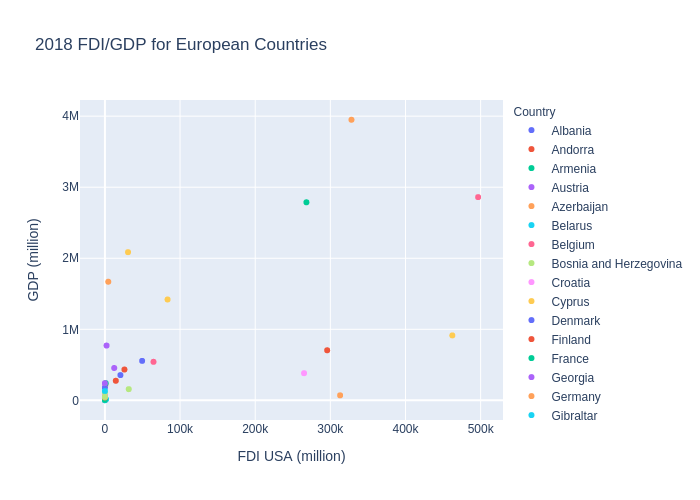 2018 FDI/GDP for European Countries
Country
Albania
Andorra
Armenia
Austria
Azerbaijan
Belarus
Belgium
Bosnia and Herzegovina
Croatia
Cyprus
Denmark
Finland
France
Georgia
Germany
Gibraltar
GDP (million)
4M
3M
2M
1M
0
0 100k 200k 300k 400k 500k
FDI USA (million)